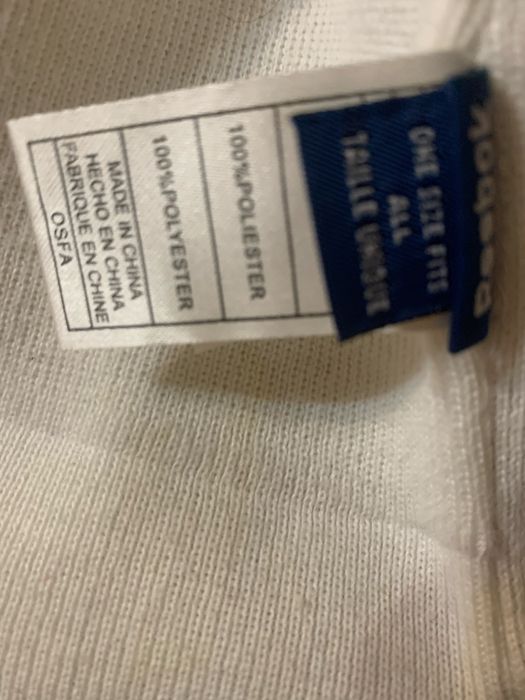 ONE SIZE FITS
ALL
TAILLE UNIQUE
100%POLIESTER
100%POLYESTER
MADE IN CHINA
HECHO EN CHINA
FABRIQUE EN CHINE
OSFA